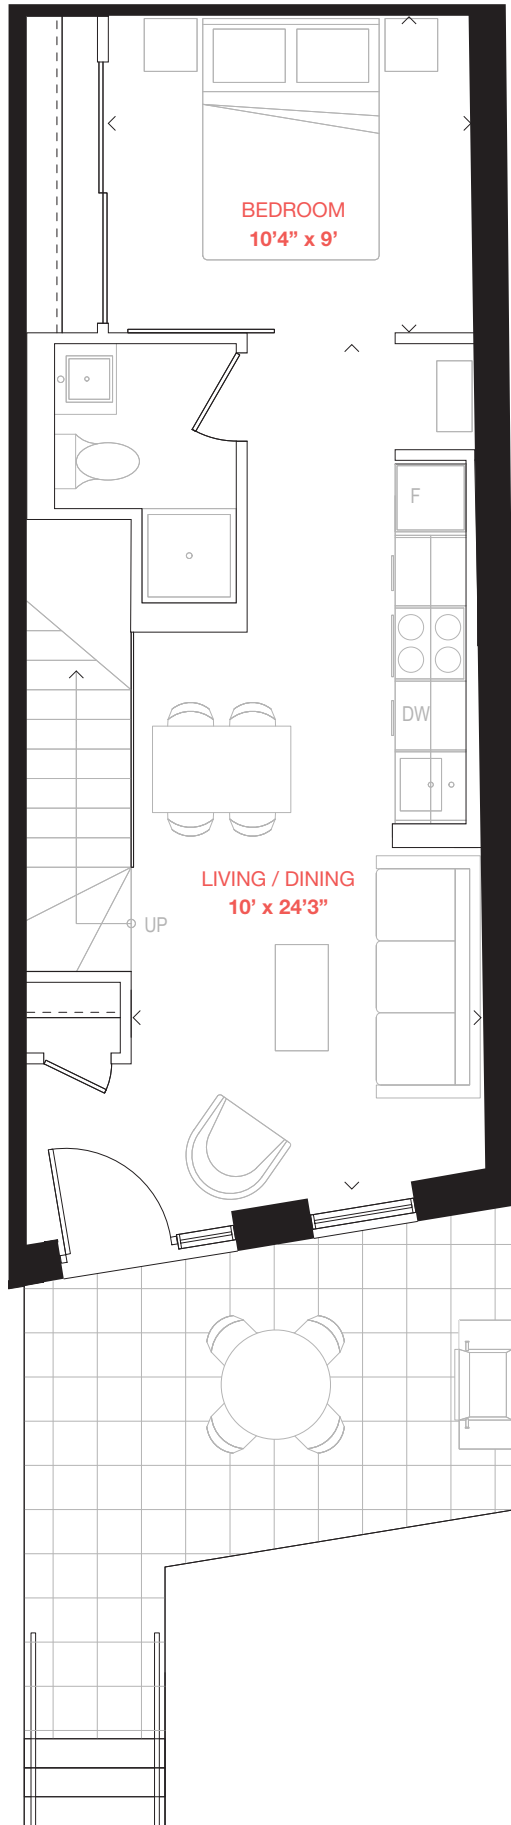 BEDROOM
10’4” x 9’
F
DW
LIVING / DINING
10’ x 24’3”
UP